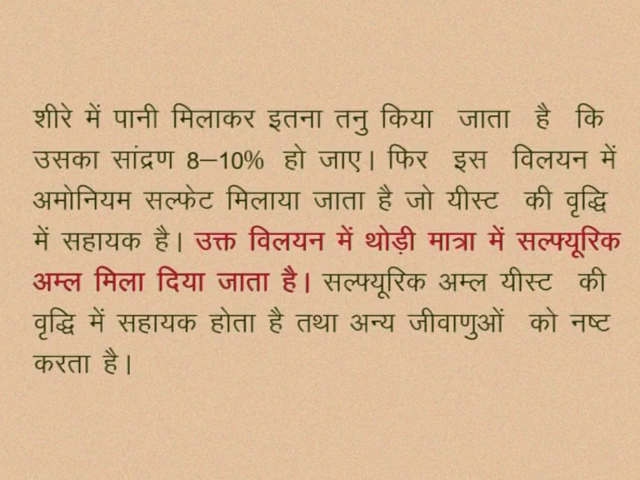 शीरे में पानी मिलाकर इतना तनु किया जाता है कि
उसका सांद्रण 8–10% हो जाए। फिर इस विलयन में
अमोनियम सल्फेट मिलाया जाता है जो यीस्ट की वृद्धि
में सहायक है। उक्त विलयन में थोड़ी मात्रा में सल्फ्यूरिक
अम्ल मिला दिया जाता है। सल्फ्यूरिक अम्ल यीस्ट की
वृद्धि में सहायक होता है तथा अन्य जीवाणुओं को नष्ट
करता है।